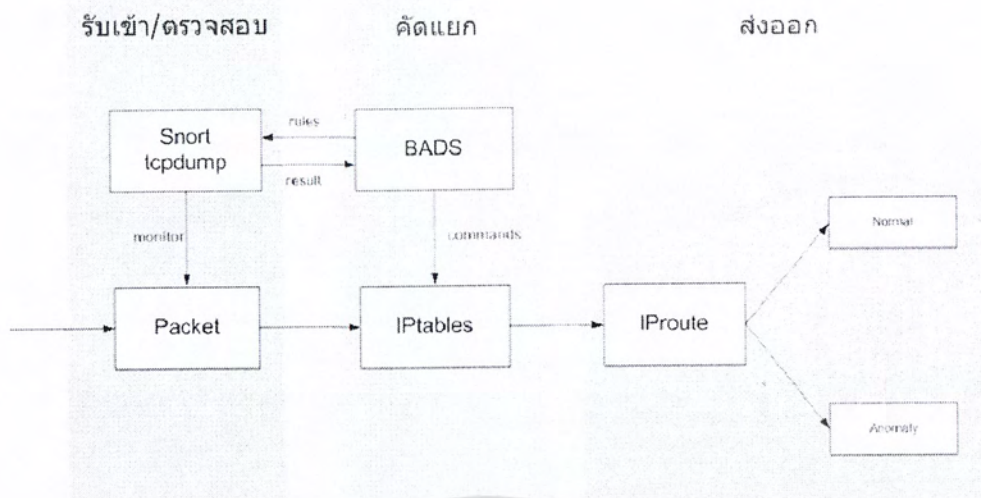 รับเข้า/ตรวจสอบ
คัดแยก
ส่งออก
Snort
tcpdump
rules
result
BADS
monitor
commands
Normal
Packet
IPtables
IProute
Anomaly